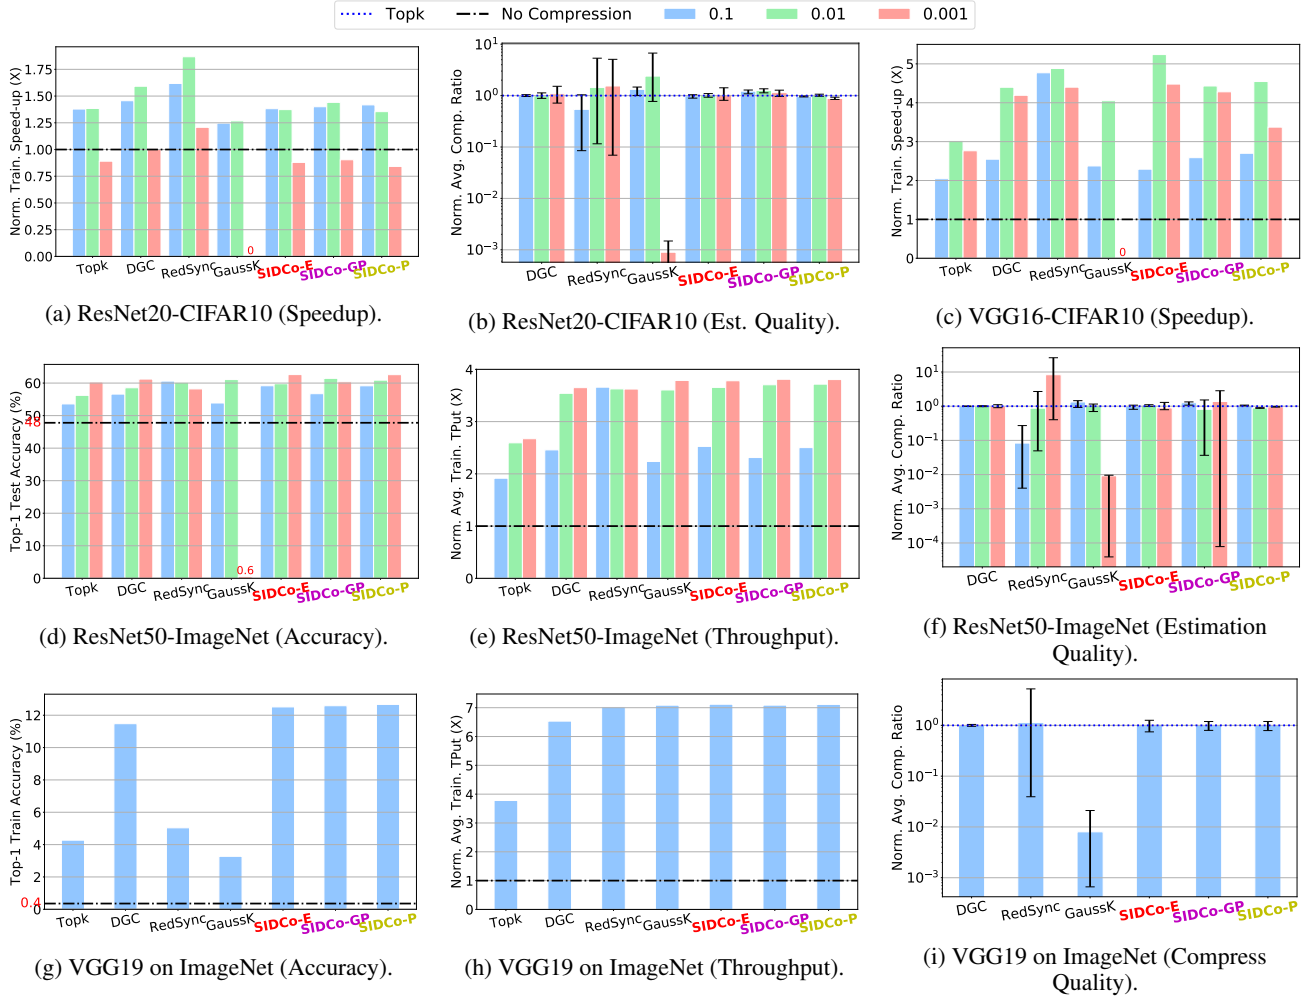 Topk No Compression 0.1 0.01 0.001
Norm. Train. Speed-up (X)
1.75
1.50
1.25
1.00
0.75
0.50
0.25
0.00
0
Topk DGC RedSync GaussK SIDCo-E SIDCo-GP SIDCo-P
(a) ResNet20-CIFAR10 (Speedup).
Norm. Avg. Comp. Ratio
10^1
10^0
10^−1
10^−2
10^−3
DGC RedSync GaussK SIDCo-E SIDCo-GP SIDCo-P
(b) ResNet20-CIFAR10 (Est. Quality).
Norm. Train. Speed-up (X)
5
4
3
2
1
0
0
Topk DGC RedSync GaussK SIDCo-E SIDCo-GP SIDCo-P
(c) VGG16-CIFAR10 (Speedup).
Top-1 Test Accuracy (%)
60
50
48
40
30
20
10
0
0.6
Topk DGC RedSync GaussK SIDCo-E SIDCo-GP SIDCo-P
(d) ResNet50-ImageNet (Accuracy).
Norm. Avg. Train. TPut (X)
4
3
2
1
0
Topk DGC RedSync GaussK SIDCo-E SIDCo-GP SIDCo-P
(e) ResNet50-ImageNet (Throughput).
Norm. Avg. Comp. Ratio
10^1
10^0
10^−1
10^−2
10^−3
10^−4
DGC RedSync GaussK SIDCo-E SIDCo-GP SIDCo-P
(f) ResNet50-ImageNet (Estimation
Quality).
Top-1 Train Accuracy (%)
12
10
8
6
4
2
0.4
0
Topk DGC RedSync GaussK SIDCo-E SIDCo-GP SIDCo-P
(g) VGG19 on ImageNet (Accuracy).
Norm. Avg. Train. TPut (X)
7
6
5
4
3
2
1
0
Topk DGC RedSync GaussK SIDCo-E SIDCo-GP SIDCo-P
(h) VGG19 on ImageNet (Throughput).
Norm. Avg. Comp. Ratio
10^0
10^−1
10^−2
10^−3
DGC RedSync GaussK SIDCo-E SIDCo-GP SIDCo-P
(i) VGG19 on ImageNet (Compress
Quality).